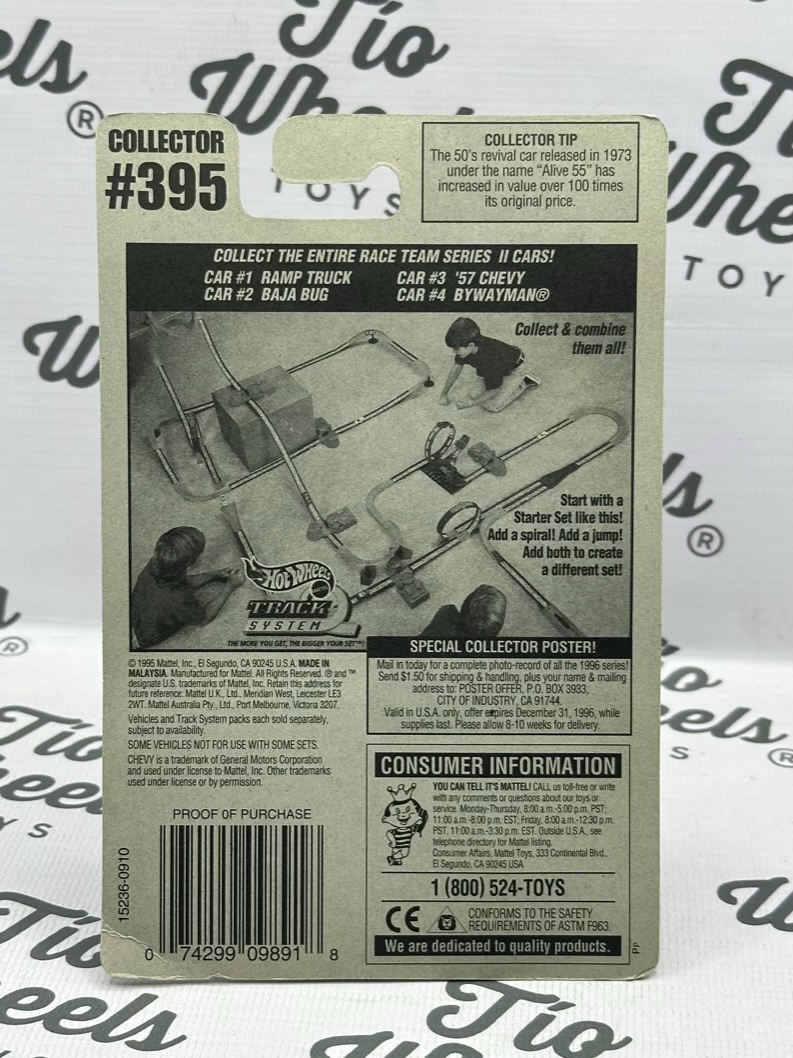 Tío
Wheels
TOYS
COLLECTOR
#395
COLLECTOR TIP
The 50's revival car released in 1973
under the name "Alive 55" has
increased in value over 100 times
its original price.
COLLECT THE ENTIRE RACE TEAM SERIES II CARS!
CAR #1 RAMP TRUCK
CAR #2 BAJA BUG
CAR #3 '57 CHEVY
CAR #4 BYWAYMAN®
Collect & combine
them all!
Start with a
Starter Set like this!
Add a spiral! Add a jump!
Add both to create
a different set!
HOT WHEELS
TRACK
SYSTEM
THE MORE YOU GET, THE BIGGER YOUR SET™!
© 1995 Mattel, Inc., El Segundo, CA 90245 U.S.A. MADE IN
MALAYSIA. Manufactured for Mattel. All Rights Reserved. ® and ™
designate U.S. trademarks of Mattel, Inc. Retain this address for
future reference: Mattel U.K., Ltd., Meridian West, Leicester LE3
2WT. Mattel Australia Pty., Ltd., Port Melbourne, Victoria 3207.
Vehicles and Track System packs each sold separately,
subject to availability.
SOME VEHICLES NOT FOR USE WITH SOME SETS.
CHEVY is a trademark of General Motors Corporation
and used under license to Mattel, Inc. Other trademarks
used under license or by permission.
SPECIAL COLLECTOR POSTER!
Mail in today for a complete photo-record of all the 1996 series!
Send $1.50 for shipping & handling, plus your name & mailing
address to: POSTER OFFER, P.O. BOX 3933,
CITY OF INDUSTRY, CA 91744.
Valid in U.S.A. only, offer expires December 31, 1996, while
supplies last. Please allow 8-10 weeks for delivery.
CONSUMER INFORMATION
YOU CAN TELL IT'S MATTEL! CALL us toll-free or write
with any comments or questions about our toys or
service. Monday-Thursday, 8:00 a.m.-5:00 p.m. PST;
11:00 a.m.-8:00 p.m. EST; Friday, 8:00 a.m.-12:30 p.m.
PST, 11:00 a.m.-3:30 p.m. EST. Outside U.S.A., see
telephone directory for Mattel listing.
Consumer Affairs, Mattel Toys, 333 Continental Blvd.,
El Segundo, CA 90245 USA
1 (800) 524-TOYS
CE
CONFORMS TO THE SAFETY
REQUIREMENTS OF ASTM F963.
We are dedicated to quality products.
PP
PROOF OF PURCHASE
15236-0910
0 74299 09891 8